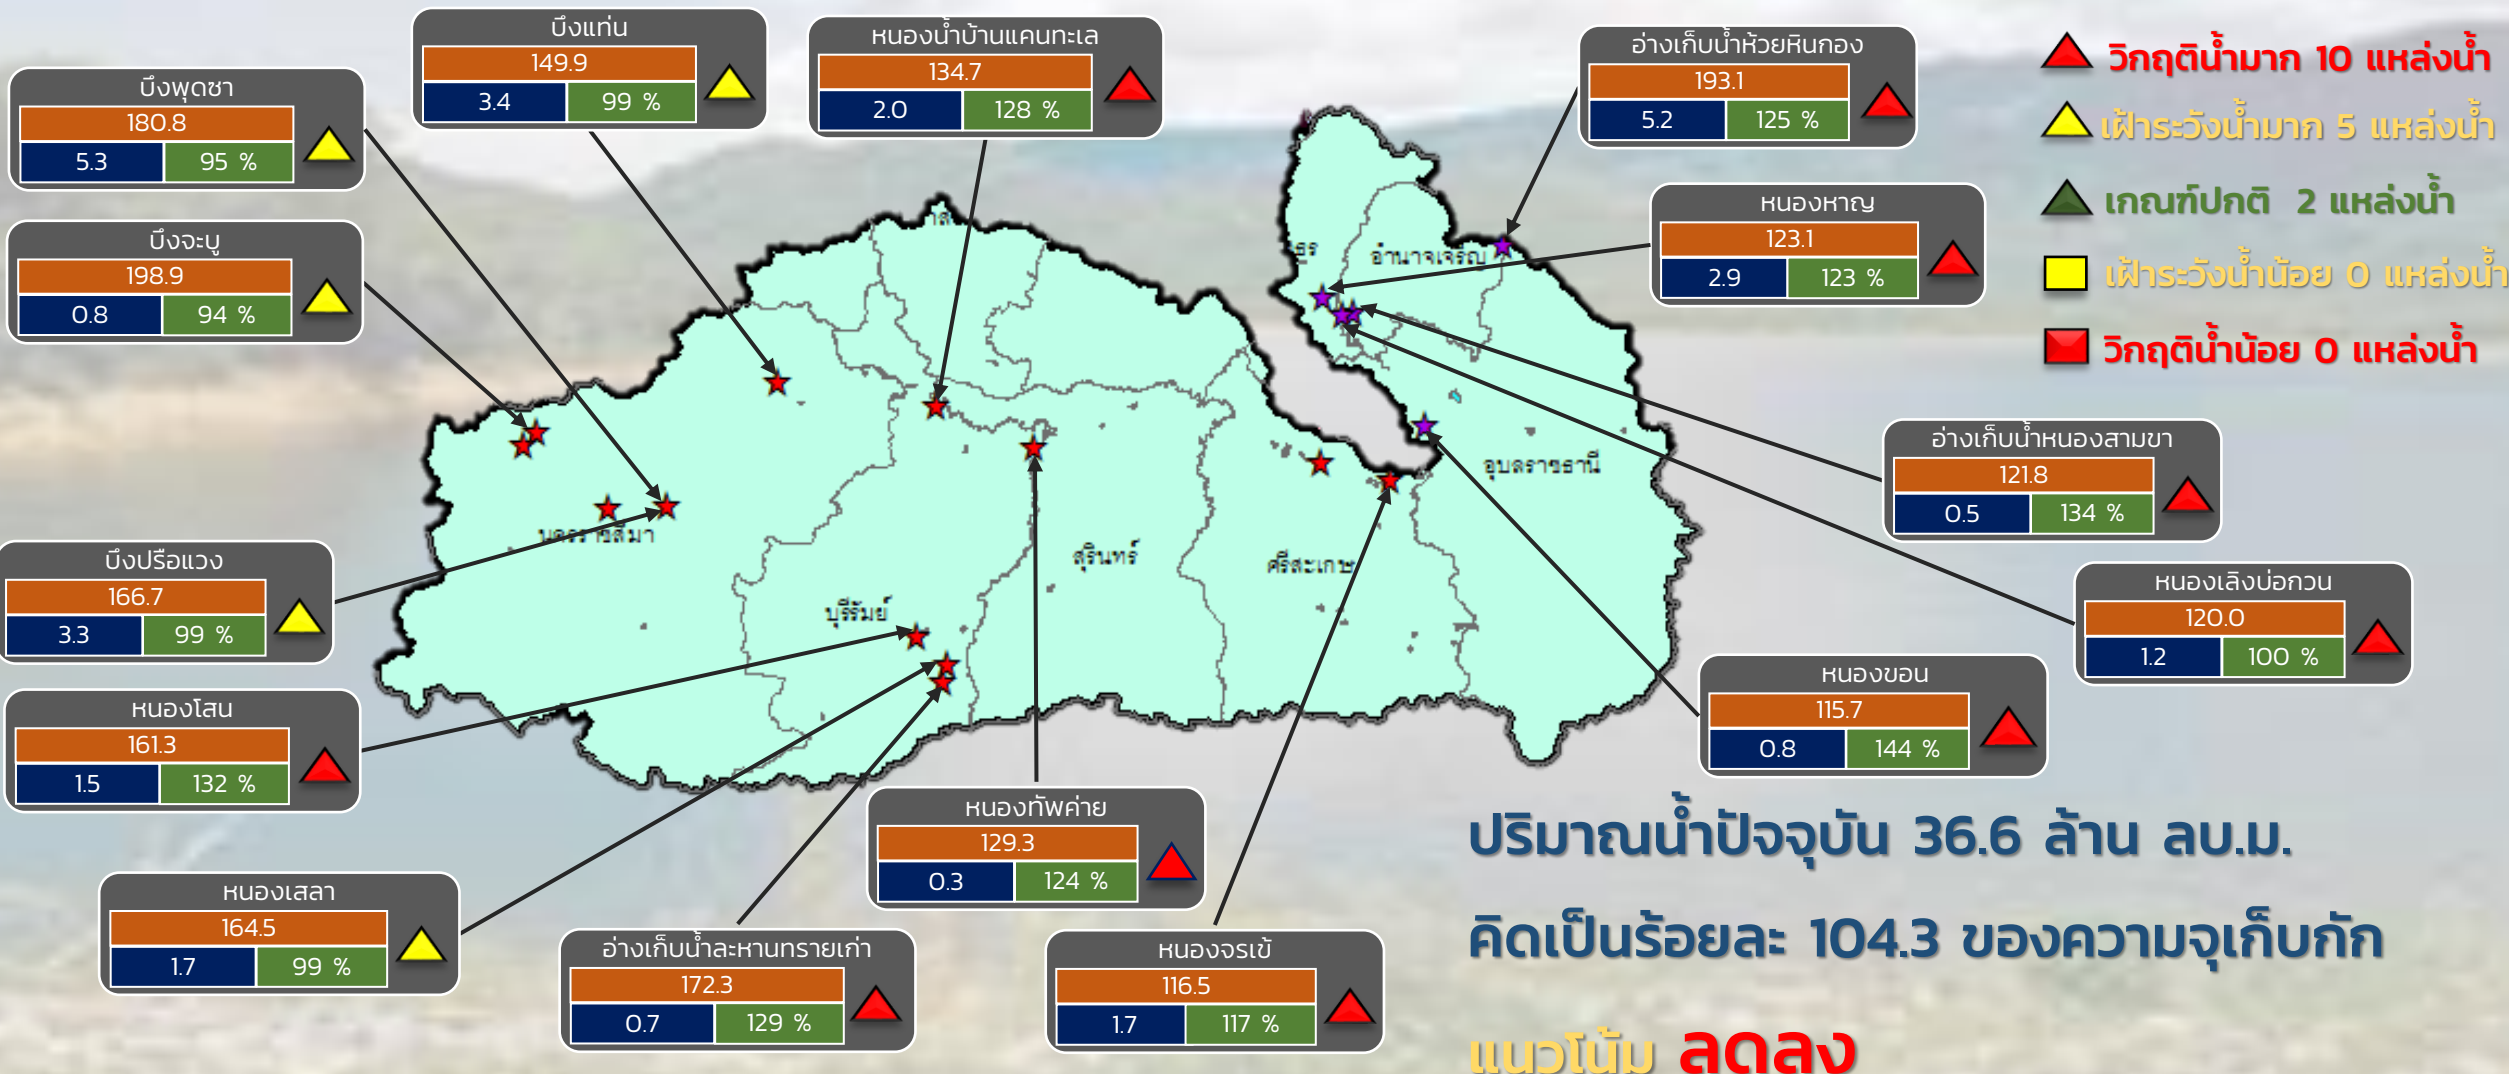 บึงแท่น
149.9
3.4 99 %
หนองน้ำบ้านแคนทะเล
134.7
2.0 128 %
อ่างเก็บน้ำห้วยหินกอง
193.1
5.2 125 %
วิกฤติน้ำมาก 10 แหล่งน้ำ
เฝ้าระวังน้ำมาก 5 แหล่งน้ำ
เกณฑ์ปกติ 2 แหล่งน้ำ
เฝ้าระวังน้ำน้อย 0 แหล่งน้ำ
วิกฤติน้ำน้อย 0 แหล่งน้ำ
บึงพุดซา
180.8
5.3 95 %
บึงจะบู
198.9
0.8 94 %
หนองหาญ
123.1
2.9 123 %
ธร
อำนาจเจริญ
อ่างเก็บน้ำหนองสามขา
121.8
0.5 134 %
อุบลราชธานี
นครราชสีมา
สุรินทร์
ศรีสะเกษ
บุรีรัมย์
บึงปรือแวง
166.7
3.3 99 %
หนองเลิงบ่อกวน
120.0
1.2 100 %
หนองขอน
115.7
0.8 144 %
หนองโสน
161.3
1.5 132 %
หนองทัพค่าย
129.3
0.3 124 %
หนองเสลา
164.5
1.7 99 %
อ่างเก็บน้ำละหานทรายเก่า
172.3
0.7 129 %
หนองจรเข้
116.5
1.7 117 %
ปริมาณน้ำปัจจุบัน 36.6 ล้าน ลบ.ม.
คิดเป็นร้อยละ 104.3 ของความจุเก็บกัก
แนวโน้ม ลดลง